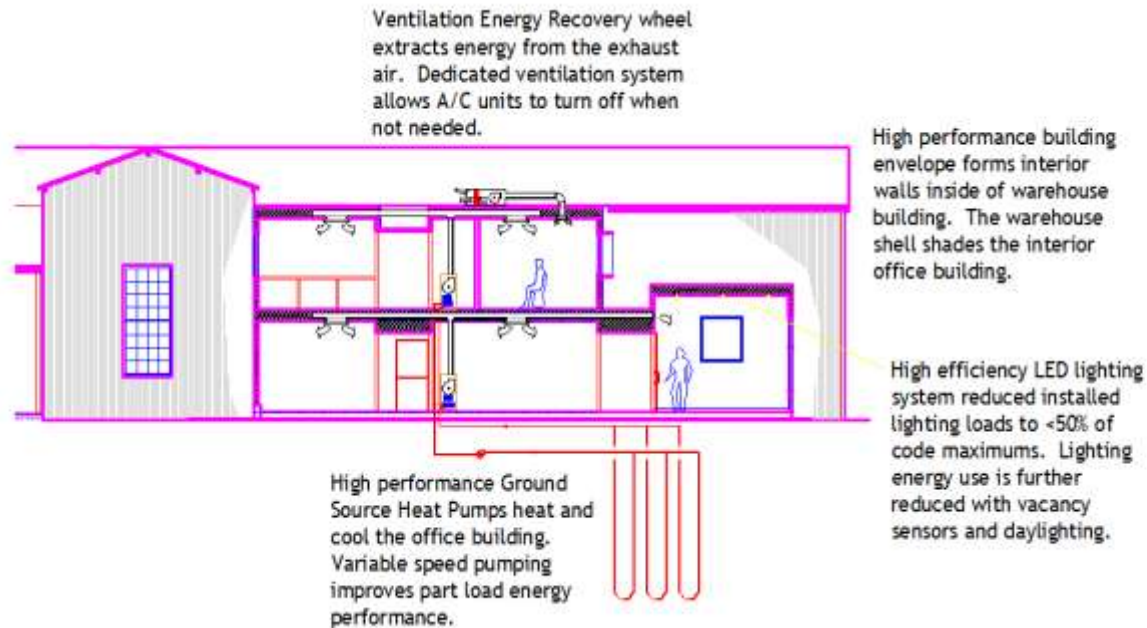 Ventilation Energy Recovery wheel
extracts energy from the exhaust
air. Dedicated ventilation system
allows A/C units to turn off when
not needed.
High performance building
envelope forms interior
walls inside of warehouse
building. The warehouse
shell shades the interior
office building.
High efficiency LED lighting
system reduced installed
lighting loads to <50% of
code maximums. Lighting
energy use is further
reduced with vacancy
sensors and daylighting.
High performance Ground
Source Heat Pumps heat and
cool the office building.
Variable speed pumping
improves part load energy
performance.